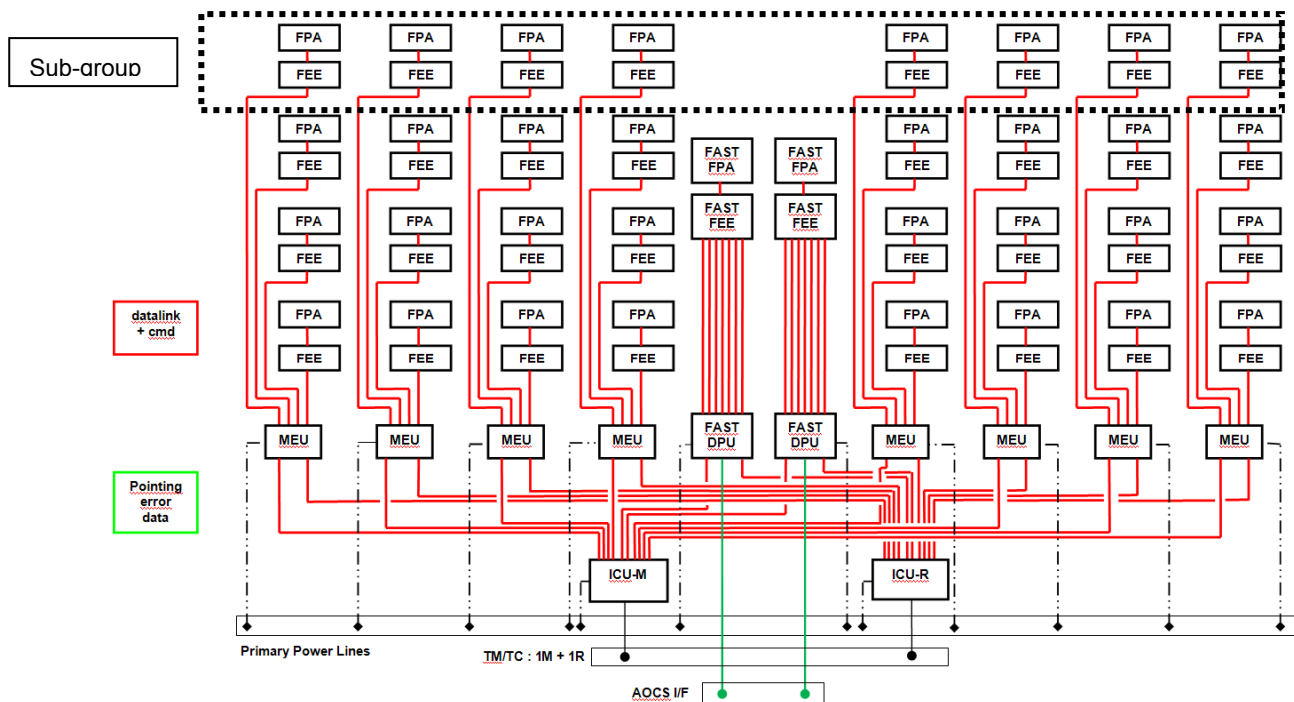 FPA FPA FPA FPA FPA FPA FPA FPA
Sub-group
FEE FEE FEE FEE FEE FEE FEE FEE
FPA FPA FPA FPA FPA FPA FPA FPA
FAST FAST
FPA FPA
FEE FEE FEE FEE FEE FEE FEE FEE
FAST FAST
FEE FEE
FPA FPA FPA FPA FPA FPA FPA FPA
FEE FEE FEE FEE FEE FEE FEE FEE
datalink
+ cmd
FPA FPA FPA FPA FPA FPA FPA FPA
FEE FEE FEE FEE FEE FEE FEE FEE
MEU MEU MEU MEU
FAST FAST
DPU DPU
MEU MEU MEU MEU
Pointing
error
data
ICU-M ICU-R
Primary Power Lines
TM/TC : 1M + 1R
AOCS I/F